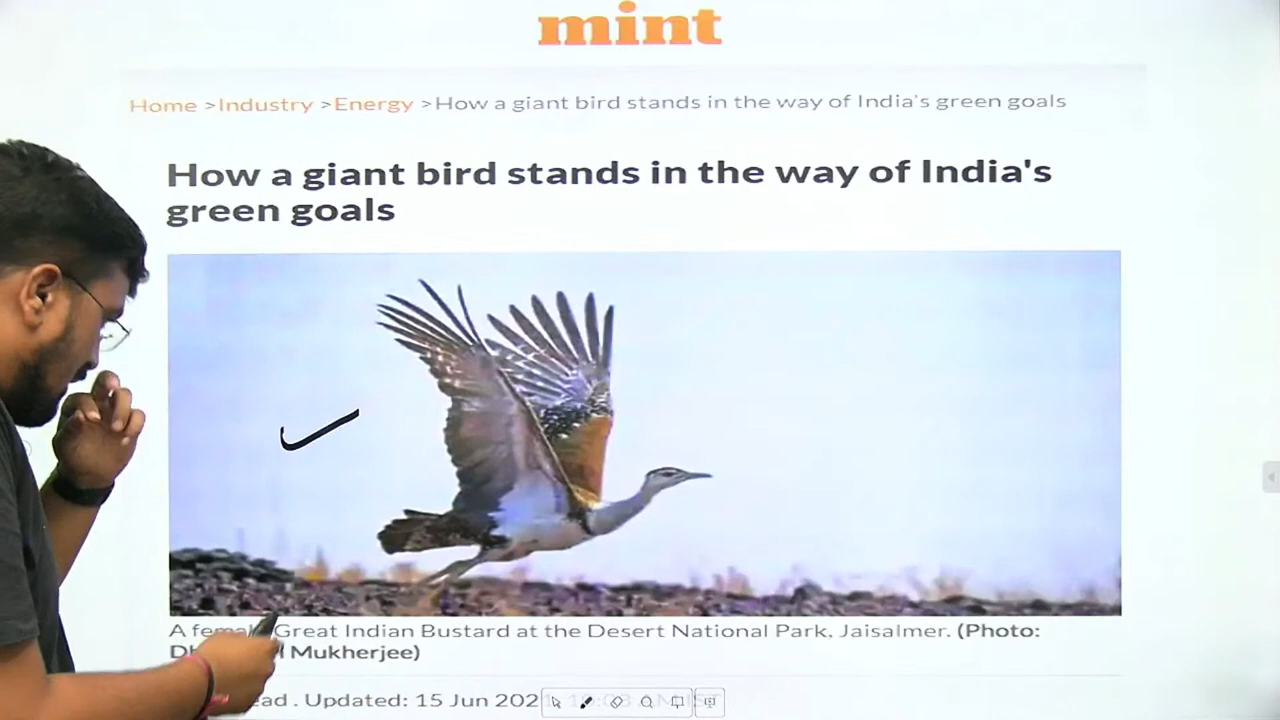 mint
Home >Industry >Energy >How a giant bird stands in the way of India's green goals
How a giant bird stands in the way of India's
green goals
A female Great Indian Bustard at the Desert National Park, Jaisalmer. (Photo:
Mukherjee)
. Updated: 15 Jun 2021